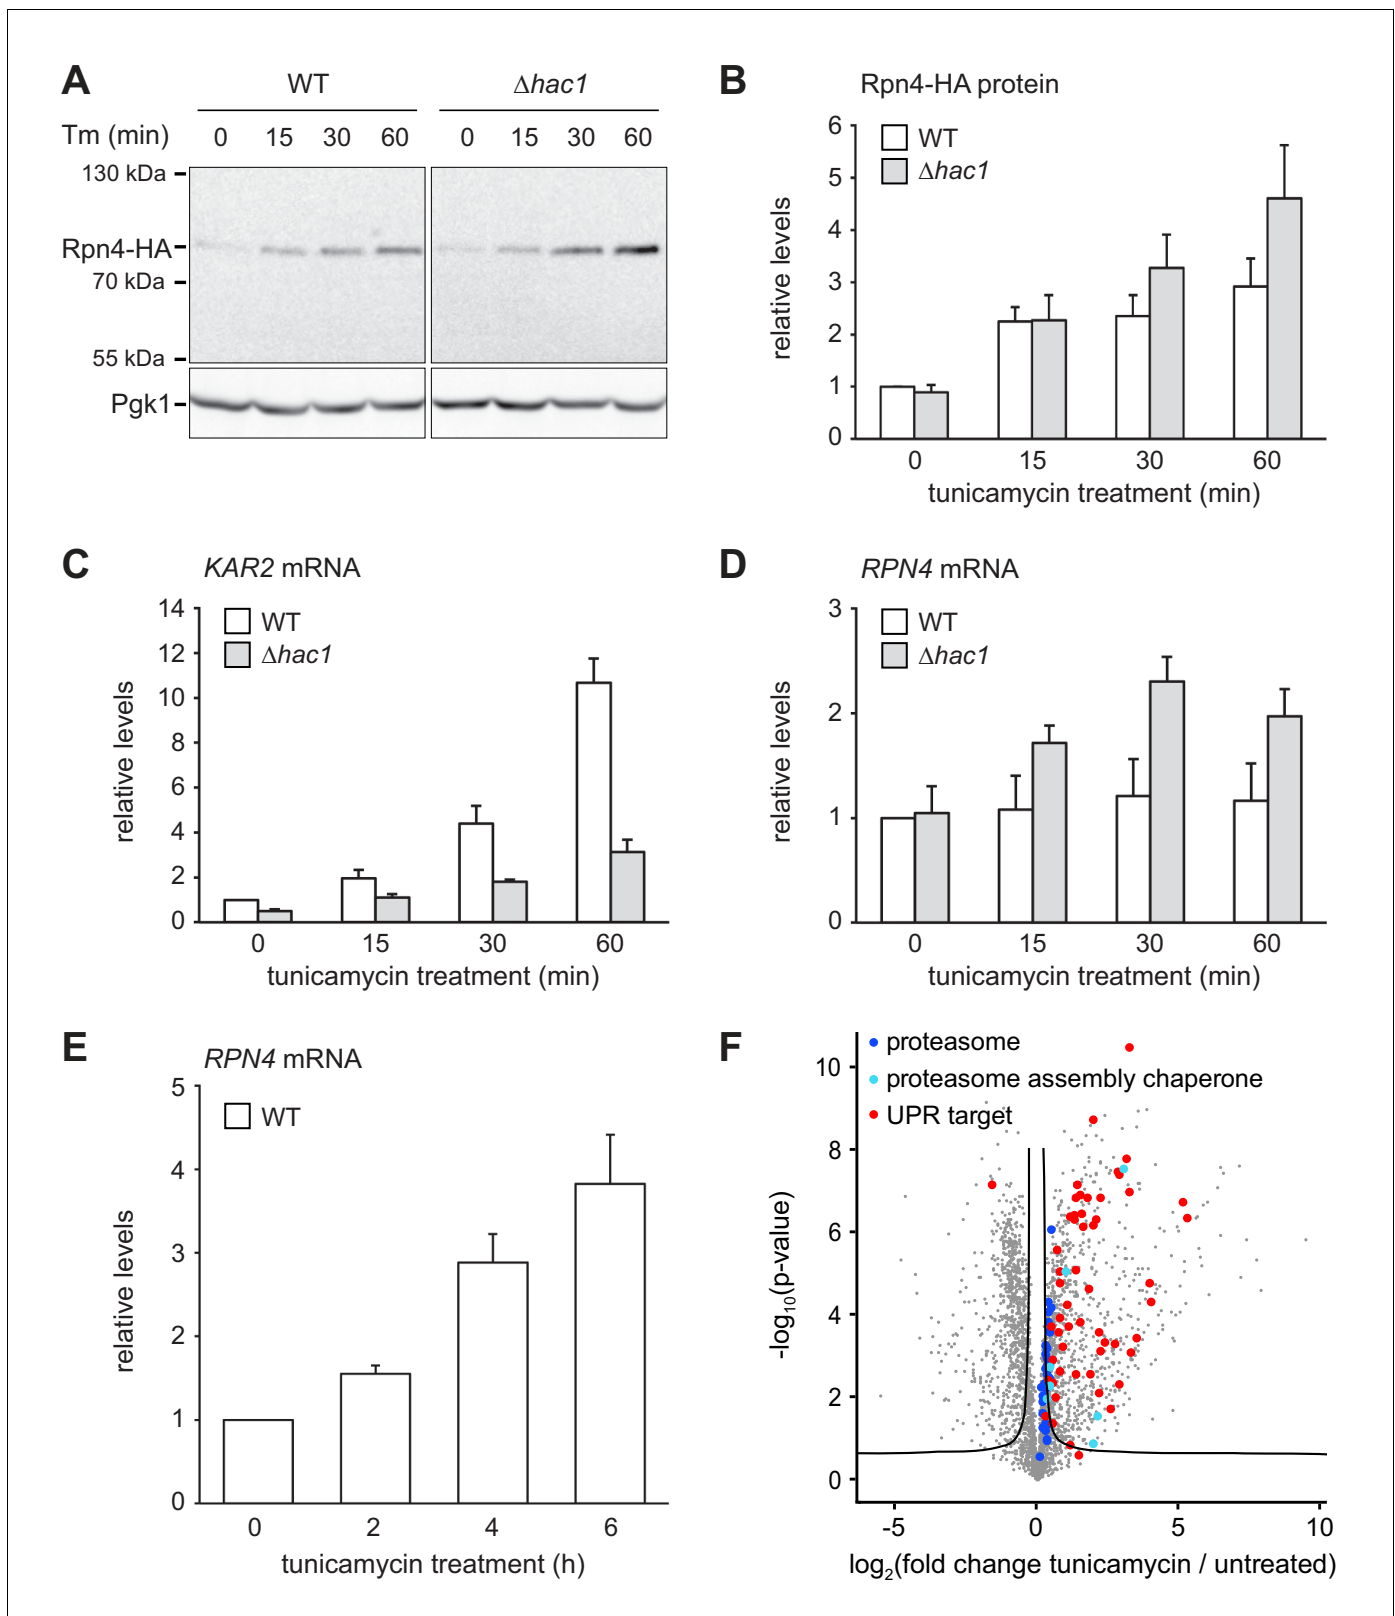 A
WT Δhac1
Tm (min) 0 15 30 60 0 15 30 60
130 kDa
Rpn4-HA
70 kDa
55 kDa
Pgk1
B
Rpn4-HA protein
WT
Δhac1
relative levels
6
5
4
3
2
1
0
0 15 30 60
tunicamycin treatment (min)
C
KAR2 mRNA
WT
Δhac1
relative levels
14
12
10
8
6
4
2
0
0 15 30 60
tunicamycin treatment (min)
D
RPN4 mRNA
WT
Δhac1
relative levels
3
2
1
0
0 15 30 60
tunicamycin treatment (min)
E
RPN4 mRNA
WT
relative levels
5
4
3
2
1
0
0 2 4 6
tunicamycin treatment (h)
F
proteasome
proteasome assembly chaperone
UPR target
-log10(p-value)
10
8
6
4
2
0
-5 0 5 10
log2(fold change tunicamycin / untreated)